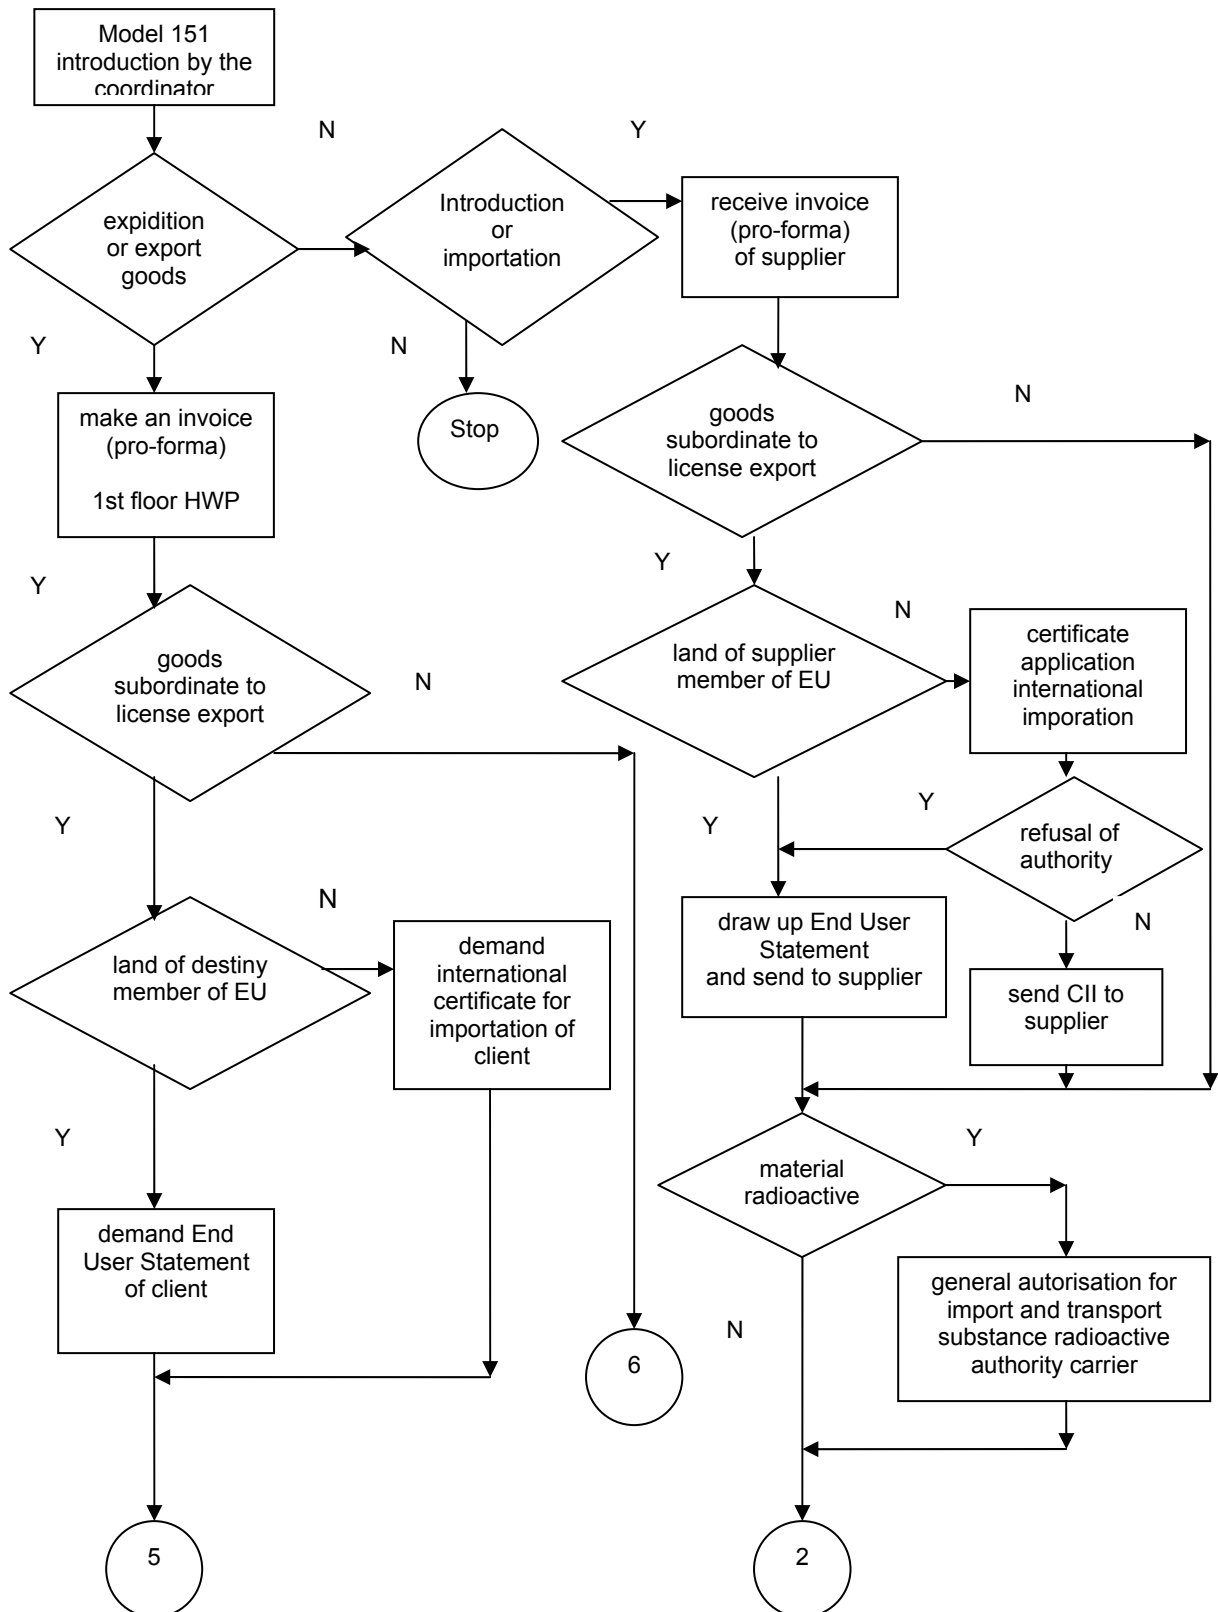 Model 151
introduction by the
coordinator
N
Y
expidition
or export
goods
Introduction
or
importation
receive invoice
(pro-forma)
of supplier
Y
N
N
make an invoice
(pro-forma)
1st floor HWP
Stop
goods
subordinate to
license export
Y
Y
goods
subordinate to
license export
N
land of supplier
member of EU
N
certificate
application
international
imporation
Y
Y
Y
refusal of
authority
N
land of destiny
member of EU
demand
international
certificate for
importation of
client
draw up End User
Statement
and send to supplier
N
send CII to
supplier
Y
Y
material
radioactive
demand End
User Statement
of client
general autorisation for
import and transport
substance radioactive
authority carrier
N
6
5
2